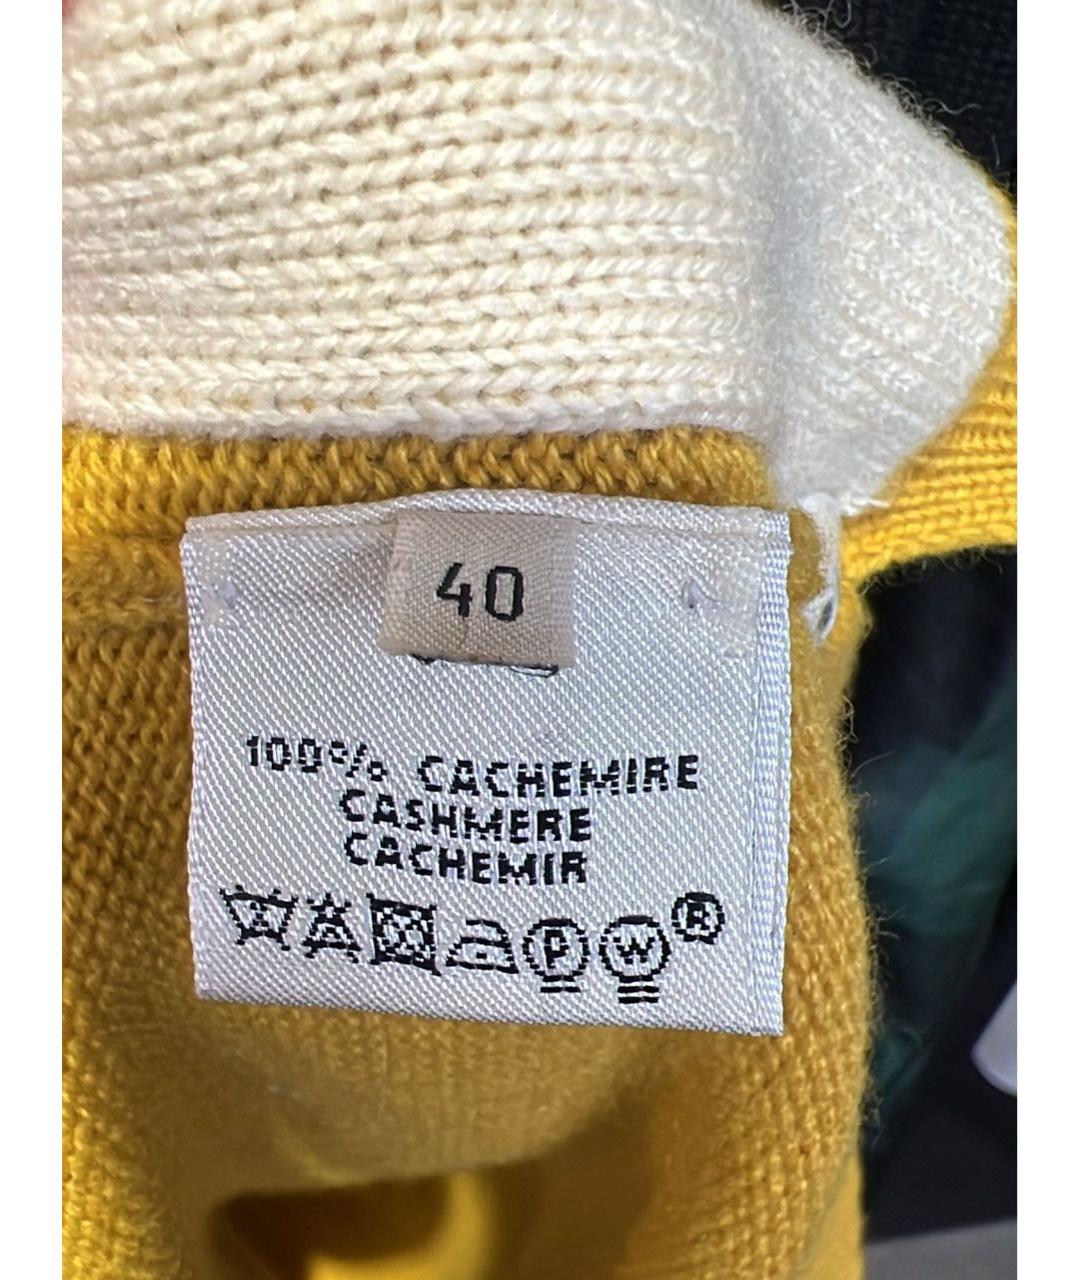 40
100% CACHEMIRE
CASHMERE
CACHEMIR
P W ®